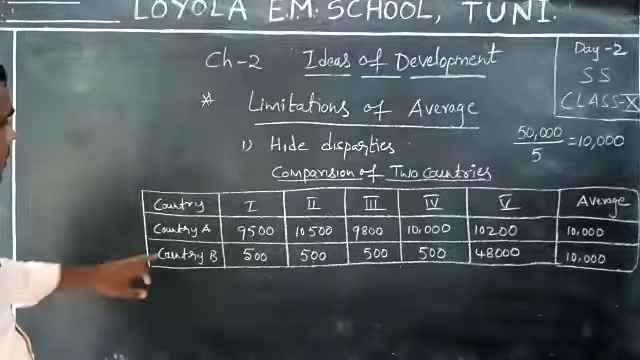 LOYOLA E.M. SCHOOL, TUNI.
Day-2
SS
CLASS-X
Ch-2 Ideas of Development
* Limitations of Average
1) Hide disparties
50,000/5 = 10,000
Comparision of Two Countries
Country I II III IV V Average
Country A 9500 10500 9800 10,000 10200 10,000
Country B 500 500 500 500 48000 10,000